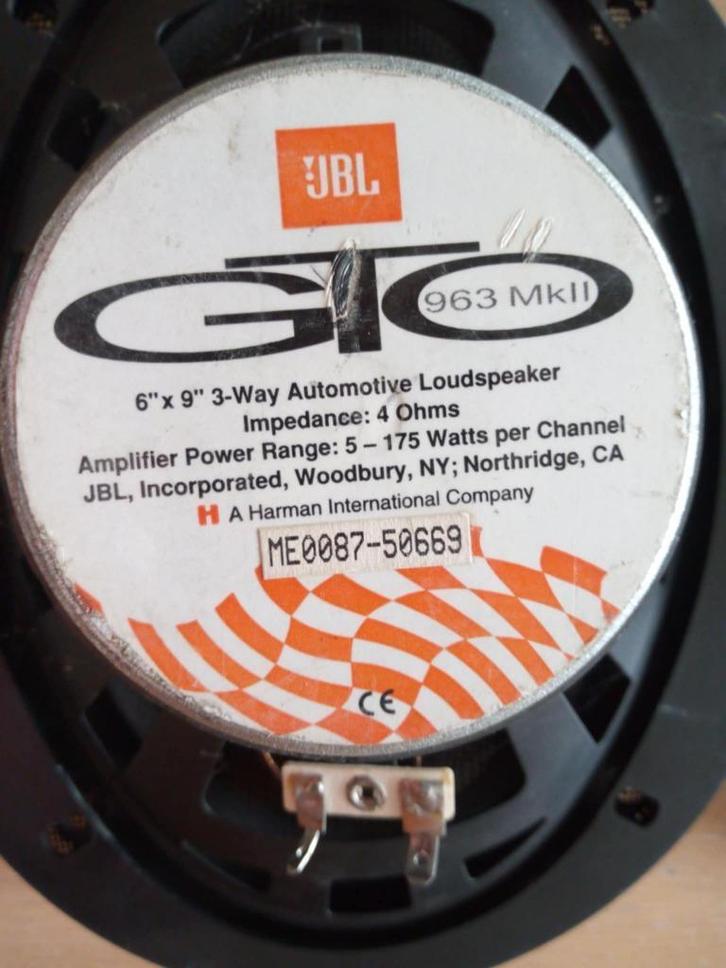 JBL
GTO
963 MkII
6" x 9" 3-Way Automotive Loudspeaker
Impedance: 4 Ohms
Amplifier Power Range: 5 – 175 Watts per Channel
JBL, Incorporated, Woodbury, NY; Northridge, CA
H A Harman International Company
ME0087-50669
CE